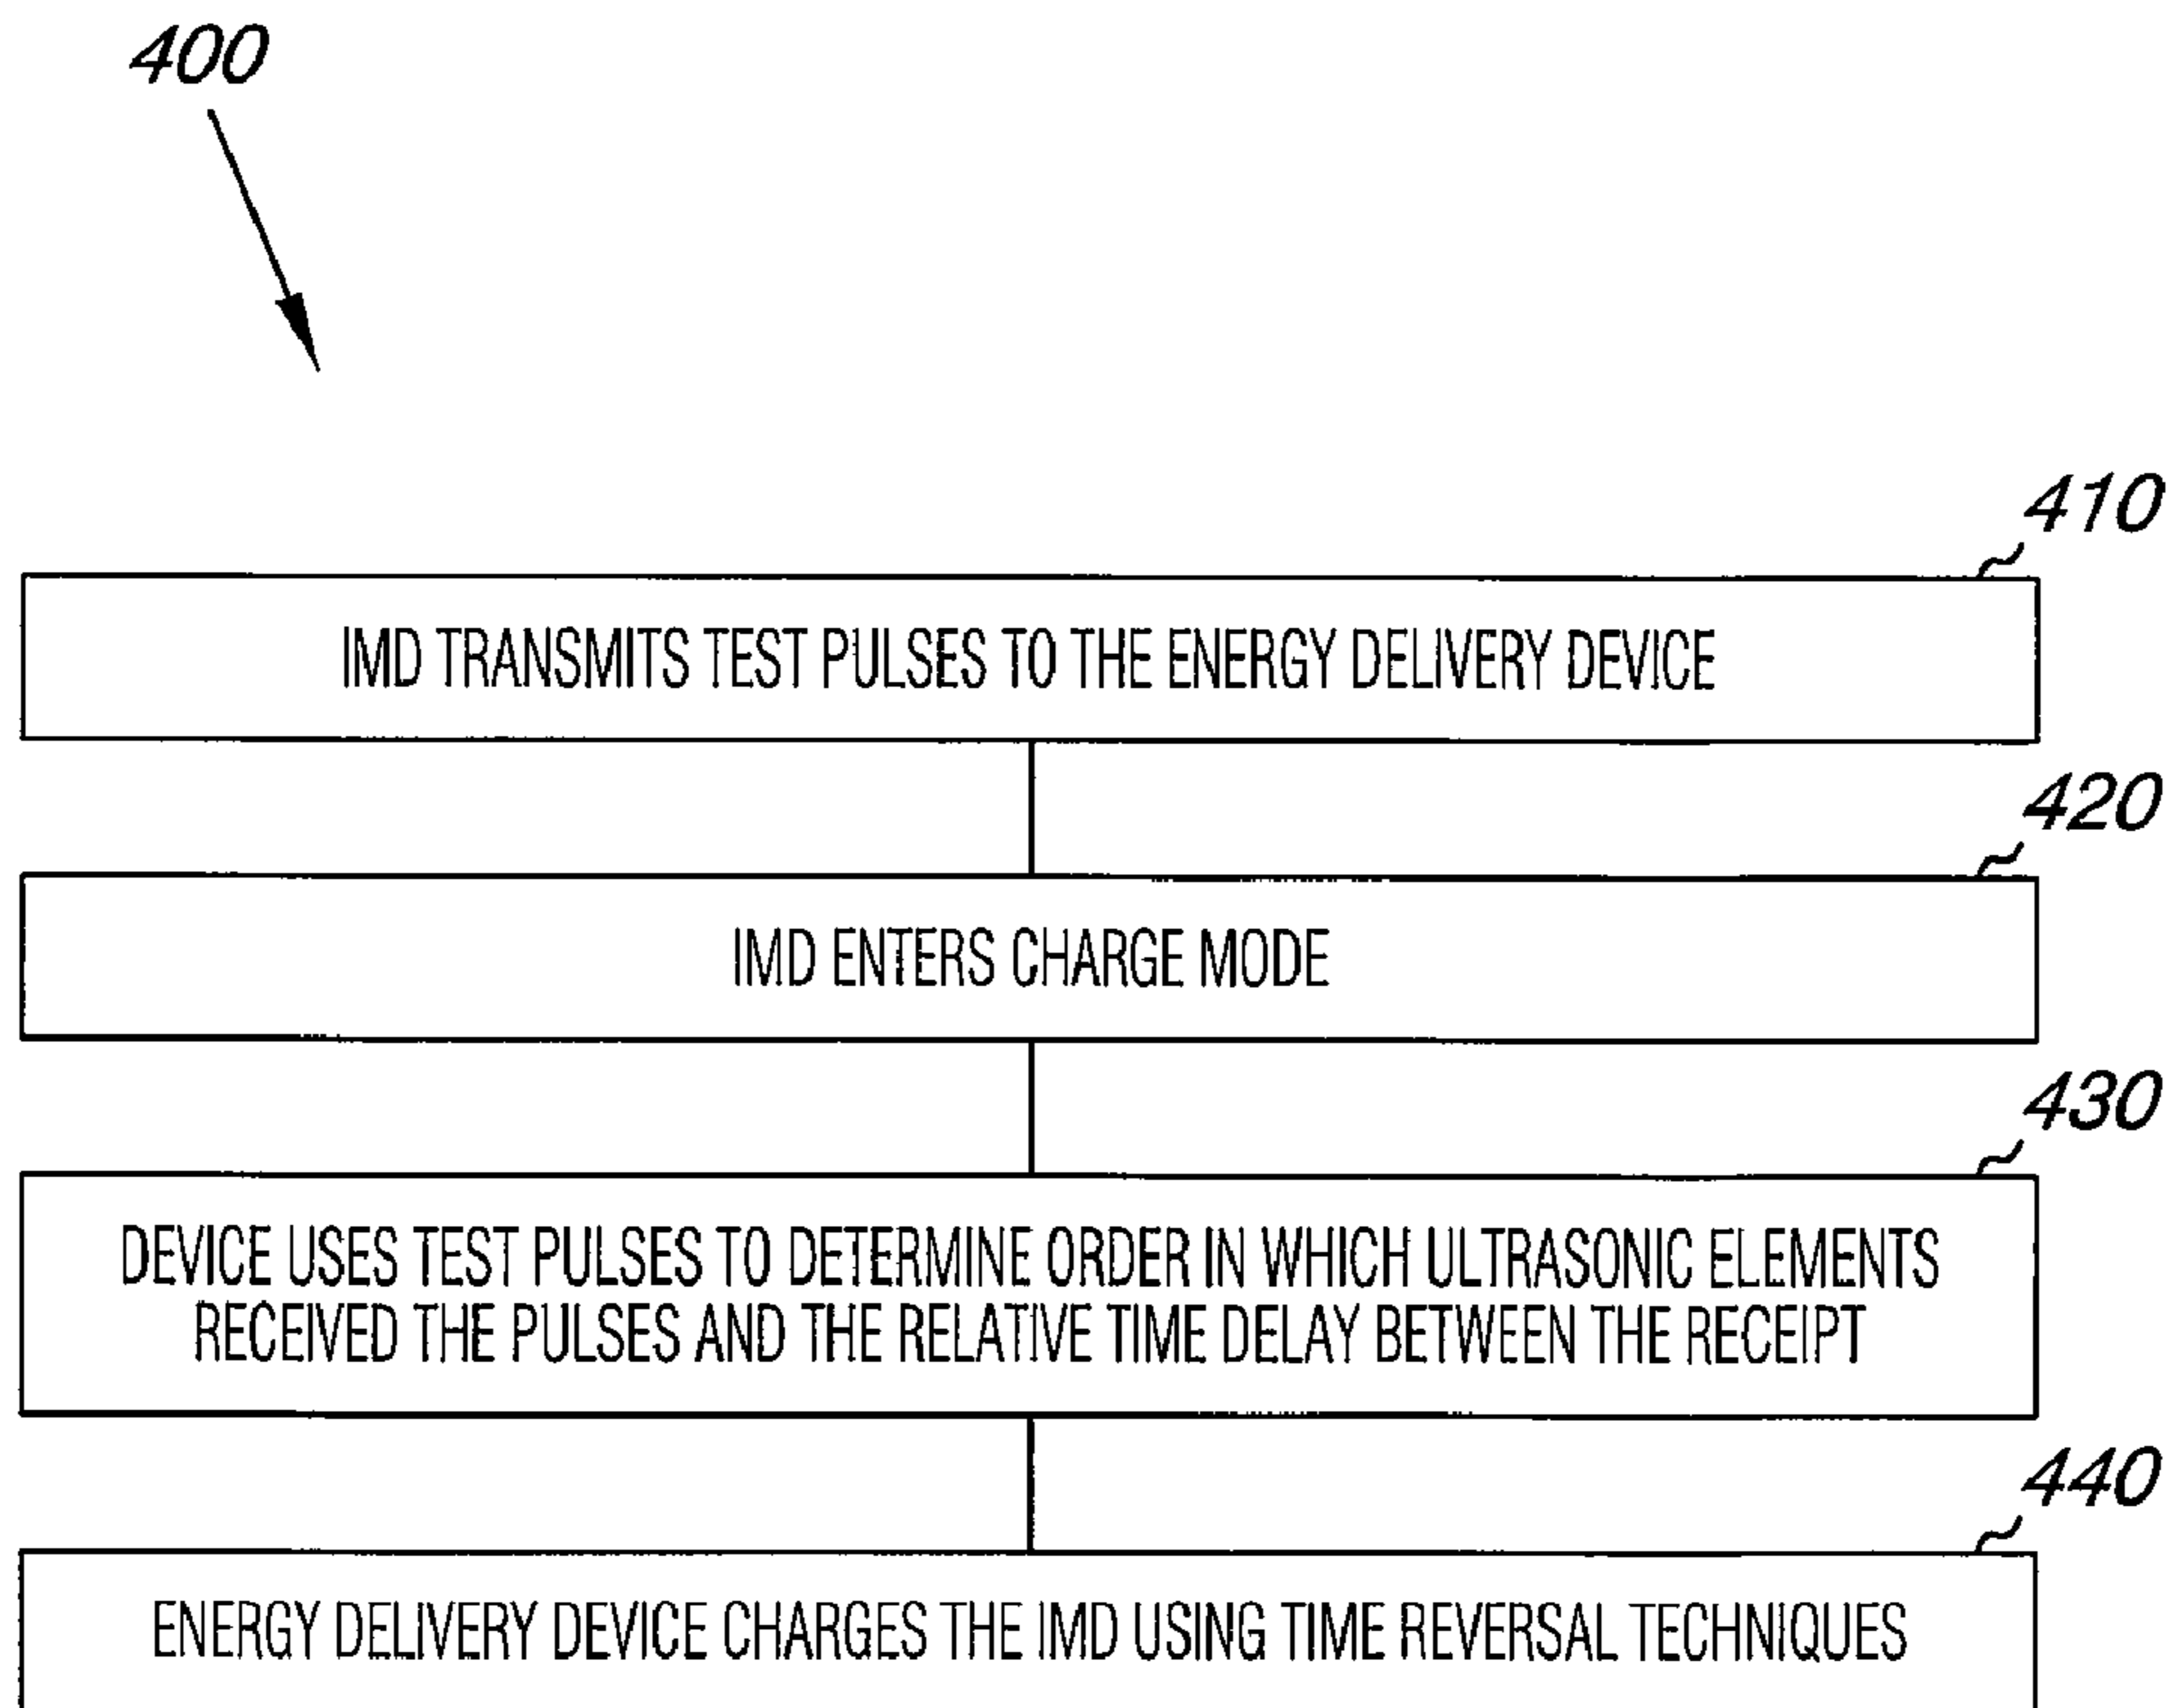 400
410
IMD TRANSMITS TEST PULSES TO THE ENERGY DELIVERY DEVICE
420
IMD ENTERS CHARGE MODE
430
DEVICE USES TEST PULSES TO DETERMINE ORDER IN WHICH ULTRASONIC ELEMENTS
RECEIVED THE PULSES AND THE RELATIVE TIME DELAY BETWEEN THE RECEIPT
440
ENERGY DELIVERY DEVICE CHARGES THE IMD USING TIME REVERSAL TECHNIQUES